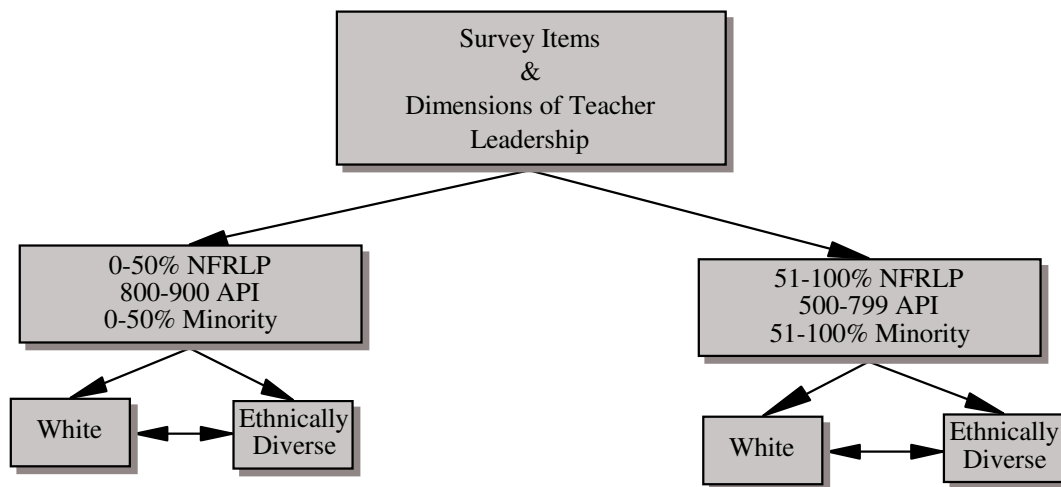 Survey Items
&
Dimensions of Teacher
Leadership
0-50% NFRLP
800-900 API
0-50% Minority
51-100% NFRLP
500-799 API
51-100% Minority
White
Ethnically
Diverse
White
Ethnically
Diverse